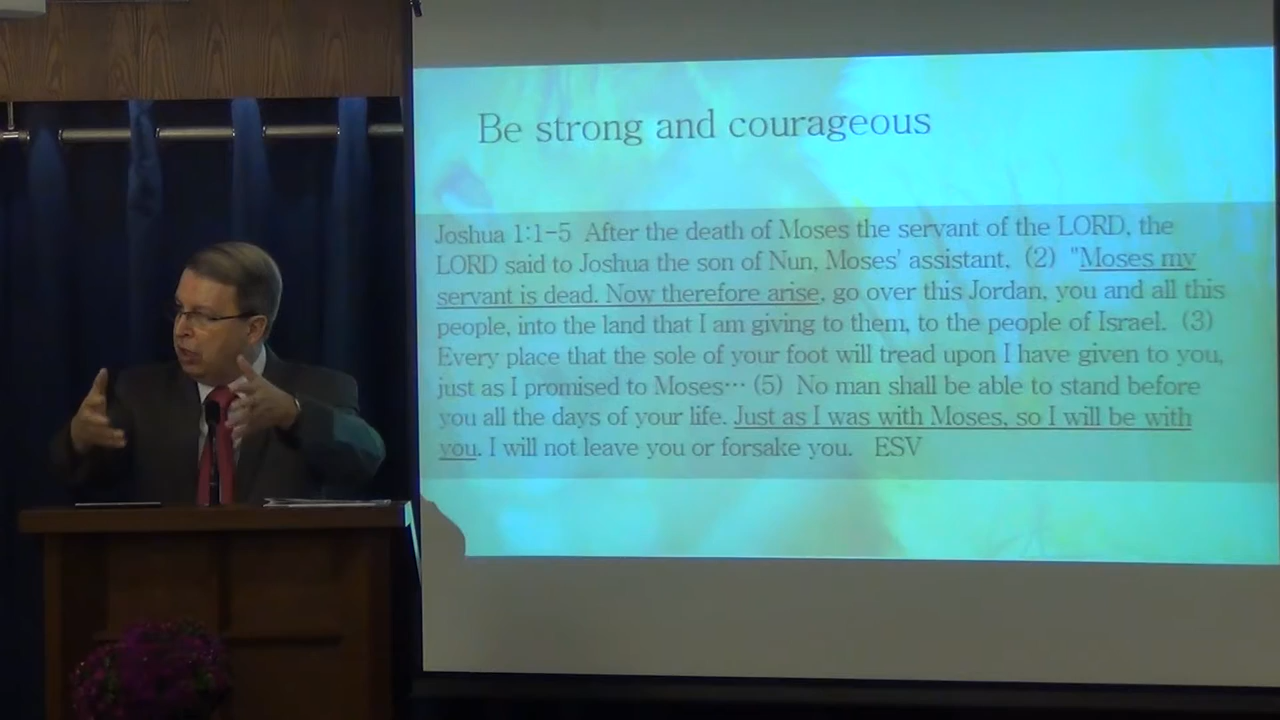 Be strong and courageous
Joshua 1:1-5 After the death of Moses the servant of the LORD, the
LORD said to Joshua the son of Nun, Moses' assistant, (2) "Moses my
servant is dead. Now therefore arise, go over this Jordan, you and all this
people, into the land that I am giving to them, to the people of Israel. (3)
Every place that the sole of your foot will tread upon I have given to you,
just as I promised to Moses… (5) No man shall be able to stand before
you all the days of your life. Just as I was with Moses, so I will be with
you. I will not leave you or forsake you. ESV